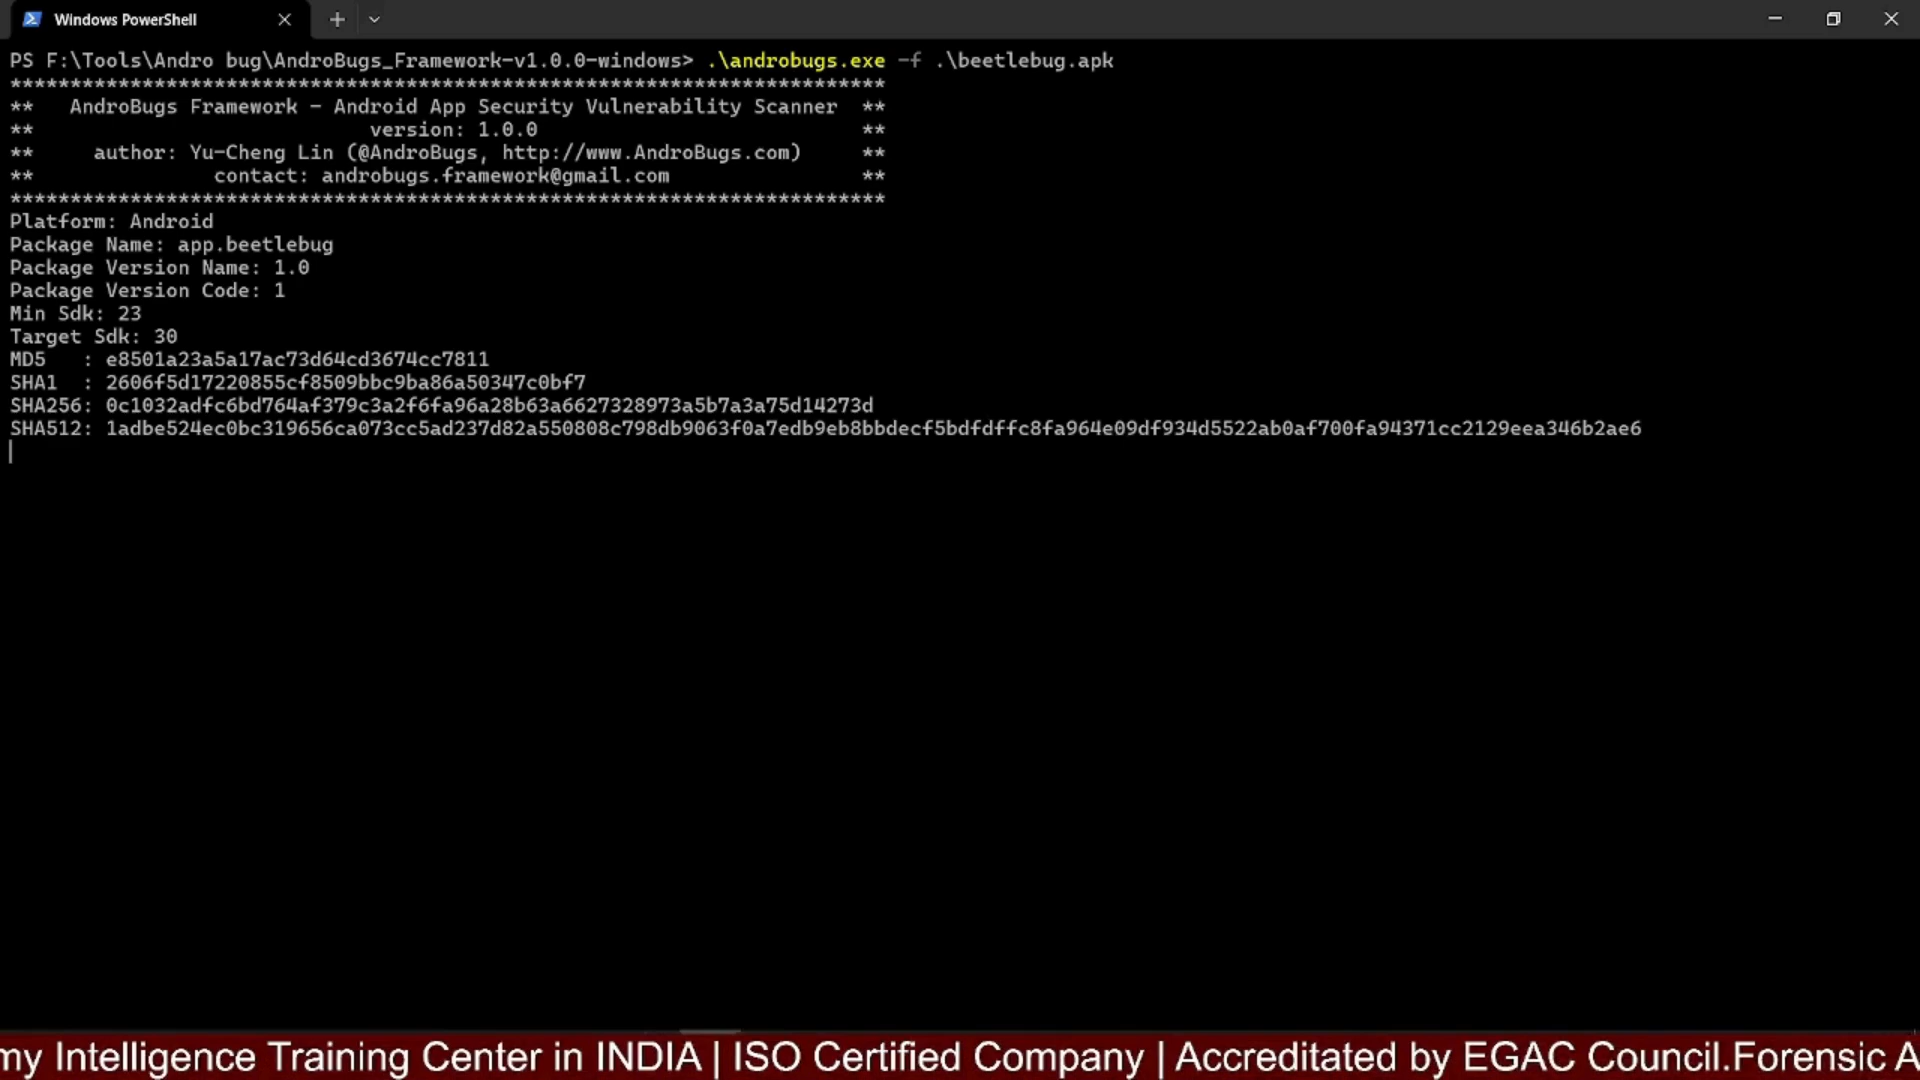 Windows PowerShell
PS F:\Tools\Andro bug\AndroBugs_Framework-v1.0.0-windows> .\androbugs.exe -f .\beetlebug.apk
*************************************************************************
**   AndroBugs Framework - Android App Security Vulnerability Scanner  **
**                            version: 1.0.0                           **
**     author: Yu-Cheng Lin (@AndroBugs, http://www.AndroBugs.com)     **
**               contact: androbugs.framework@gmail.com                **
*************************************************************************
Platform: Android
Package Name: app.beetlebug
Package Version Name: 1.0
Package Version Code: 1
Min Sdk: 23
Target Sdk: 30
MD5   : e8501a23a5a17ac73d64cd3674cc7811
SHA1  : 2606f5d17220855cf8509bbc9ba86a50347c0bf7
SHA256: 0c1032adfc6bd764af379c3a2f6fa96a28b63a6627328973a5b7a3a75d14273d
SHA512: 1adbe524ec0bc319656ca073cc5ad237d82a550808c798db9063f0a7edb9eb8bbdecf5bdfdffc8fa964e09df934d5522ab0af700fa94371cc2129eea346b2ae6
my Intelligence Training Center in INDIA | ISO Certified Company | Accreditated by EGAC Council.Forensic A